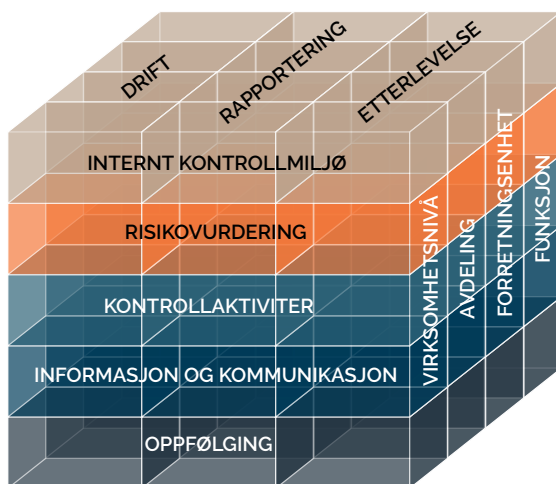 DRIFT
RAPPORTERING
ETTERLEVELSE
INTERNT KONTROLLMILJØ
RISIKOVURDERING
KONTROLLAKTIVITER
INFORMASJON OG KOMMUNIKASJON
OPPFØLGING
VIRKSOMHETSNIVÅ
AVDELING
FORRETNINGSENHET
FUNKSJON